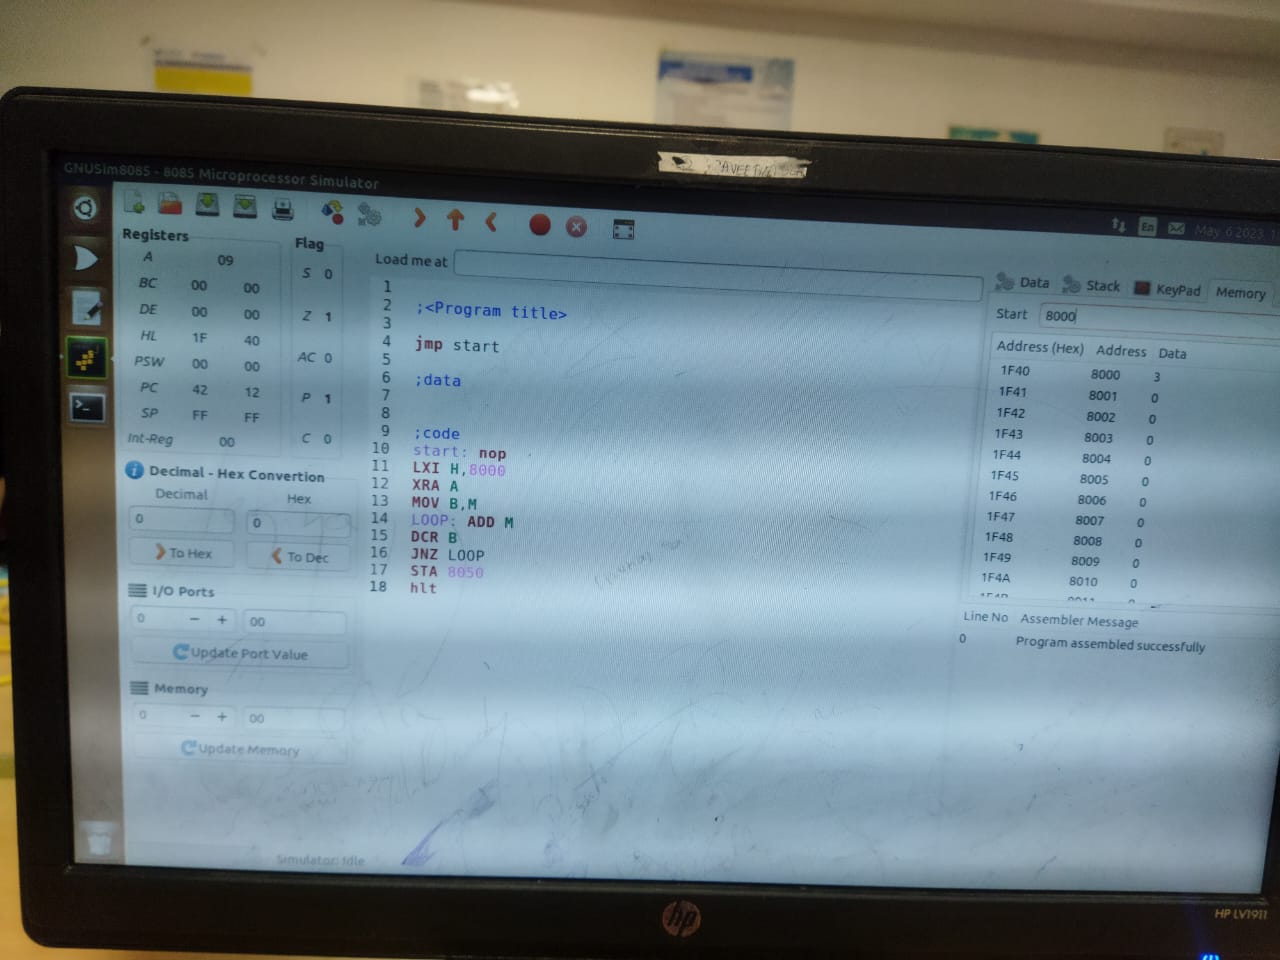 GNUSim8085 - 8085 Microprocessor Simulator
En
May 6 2023
Registers
A 09
BC 00 00
DE 00 00
HL 1F 40
PSW 00 00
PC 42 12
SP FF FF
Int-Reg 00
Flag
S 0
Z 1
AC 0
P 1
C 0
Decimal - Hex Convertion
Decimal Hex
0 0
To Hex To Dec
I/O Ports
0 - + 00
Update Port Value
Memory
0 - + 00
Update Memory
Simulator: Idle
Load me at
1
2 ;<Program title>
3
4 jmp start
5
6 ;data
7
8
9 ;code
10 start: nop
11 LXI H,8000
12 XRA A
13 MOV B,M
14 LOOP: ADD M
15 DCR B
16 JNZ LOOP
17 STA 8050
18 hlt
Data Stack KeyPad Memory
Start 8000
Address (Hex) Address Data
1F40 8000 3
1F41 8001 0
1F42 8002 0
1F43 8003 0
1F44 8004 0
1F45 8005 0
1F46 8006 0
1F47 8007 0
1F48 8008 0
1F49 8009 0
1F4A 8010 0
Line No Assembler Message
0 Program assembled successfully
hp
HP LV1911